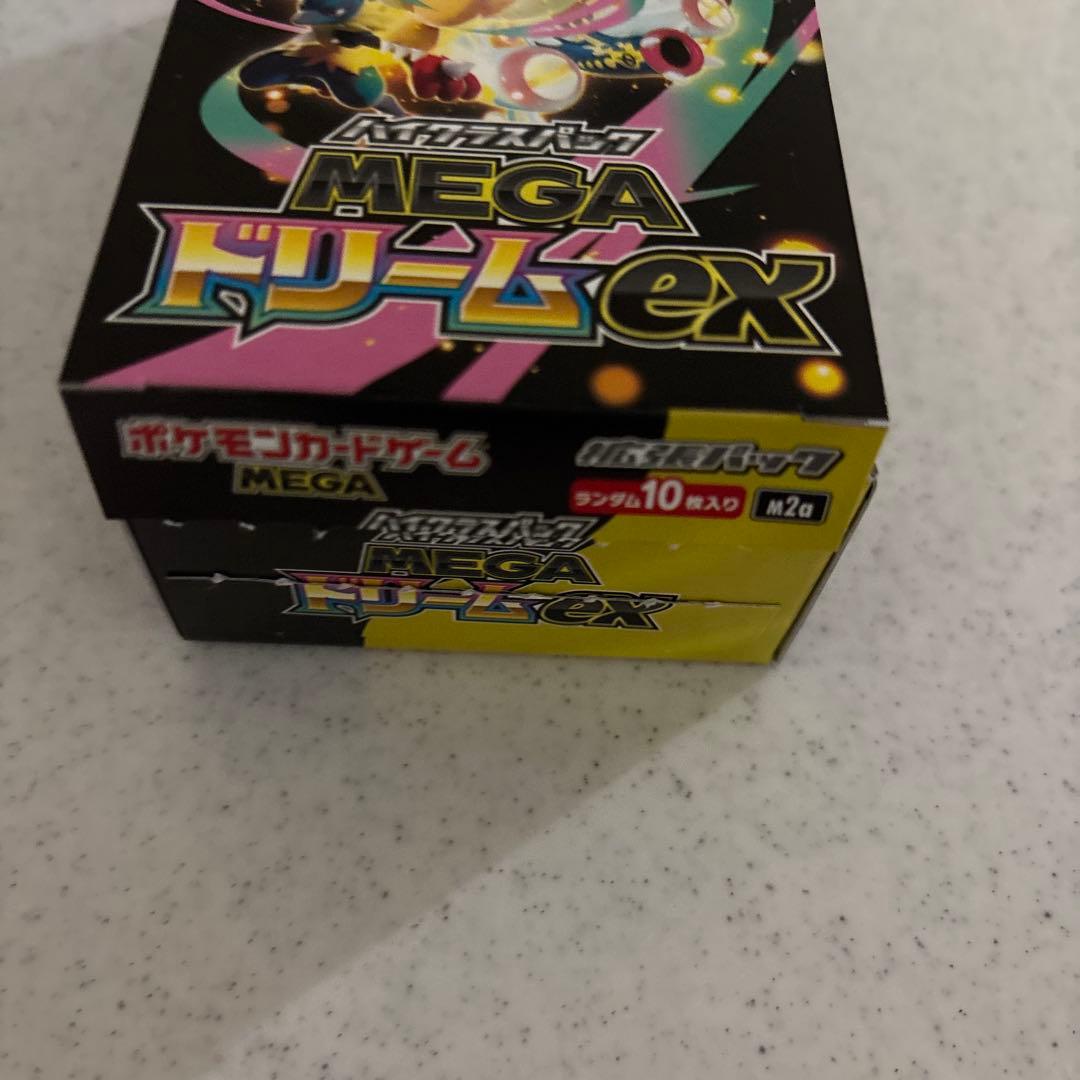 ハイクラスパック
MEGA
ドリームex
ポケモンカードゲーム
MEGA
拡張パック
ランダム10枚入り
M2a
ハイクラスパック
MEGA
ドリームex